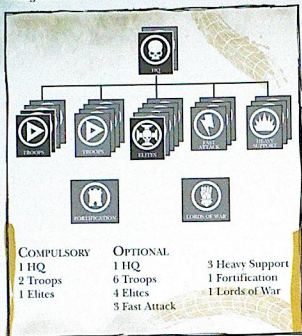 HQ
TROOPS
TROOPS
ELITES
FAST
ATTACK
HEAVY
SUPPORT
FORTIFICATION
LORDS OF WAR
COMPULSORY
1 HQ
2 Troops
1 Elites
OPTIONAL
1 HQ
6 Troops
4 Elites
3 Fast Attack
3 Heavy Support
1 Fortification
1 Lords of War